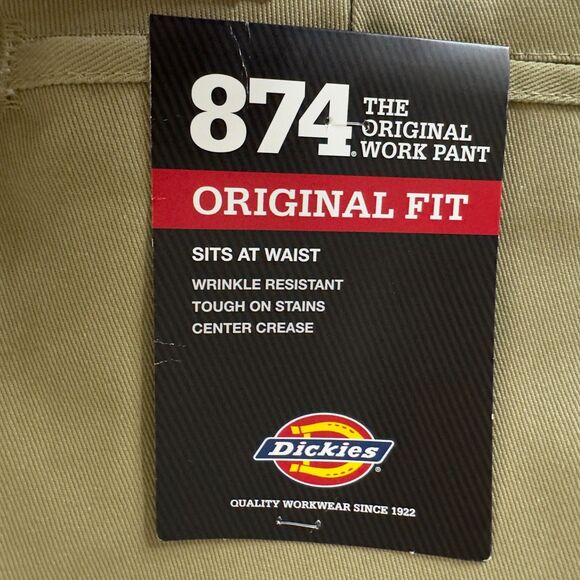 874® THE
ORIGINAL
WORK PANT
ORIGINAL FIT
SITS AT WAIST
WRINKLE RESISTANT
TOUGH ON STAINS
CENTER CREASE
Dickies
QUALITY WORKWEAR SINCE 1922